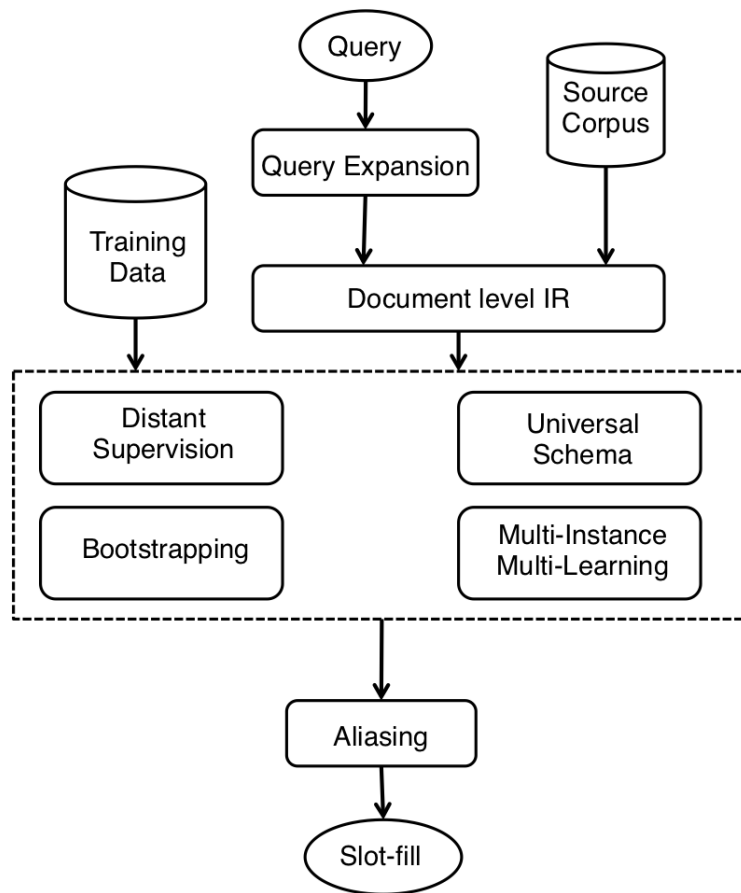 Query
Source
Corpus
Query Expansion
Training
Data
Document level IR
Distant
Supervision
Universal
Schema
Bootstrapping
Multi-Instance
Multi-Learning
Aliasing
Slot-fill